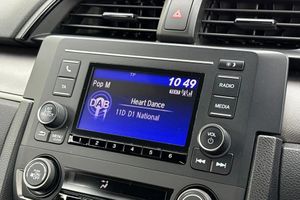 TP
Pop M
10:49
Heart Dance
DAB
11D D1 National
RADIO
MEDIA
VOL
1 2 3 4 5 6